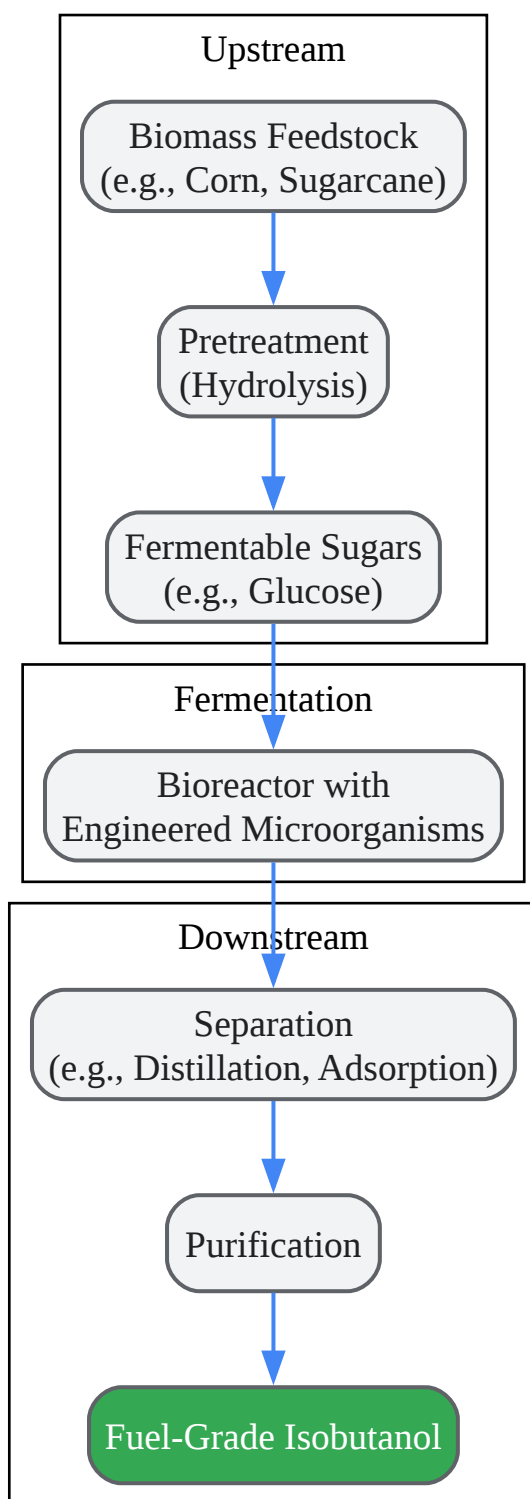 Upstream
Biomass Feedstock
(e.g., Corn, Sugarcane)
Pretreatment
(Hydrolysis)
Fermentable Sugars
(e.g., Glucose)
Fermentation
Bioreactor with
Engineered Microorganisms
Downstream
Separation
(e.g., Distillation, Adsorption)
Purification
Fuel-Grade Isobutanol